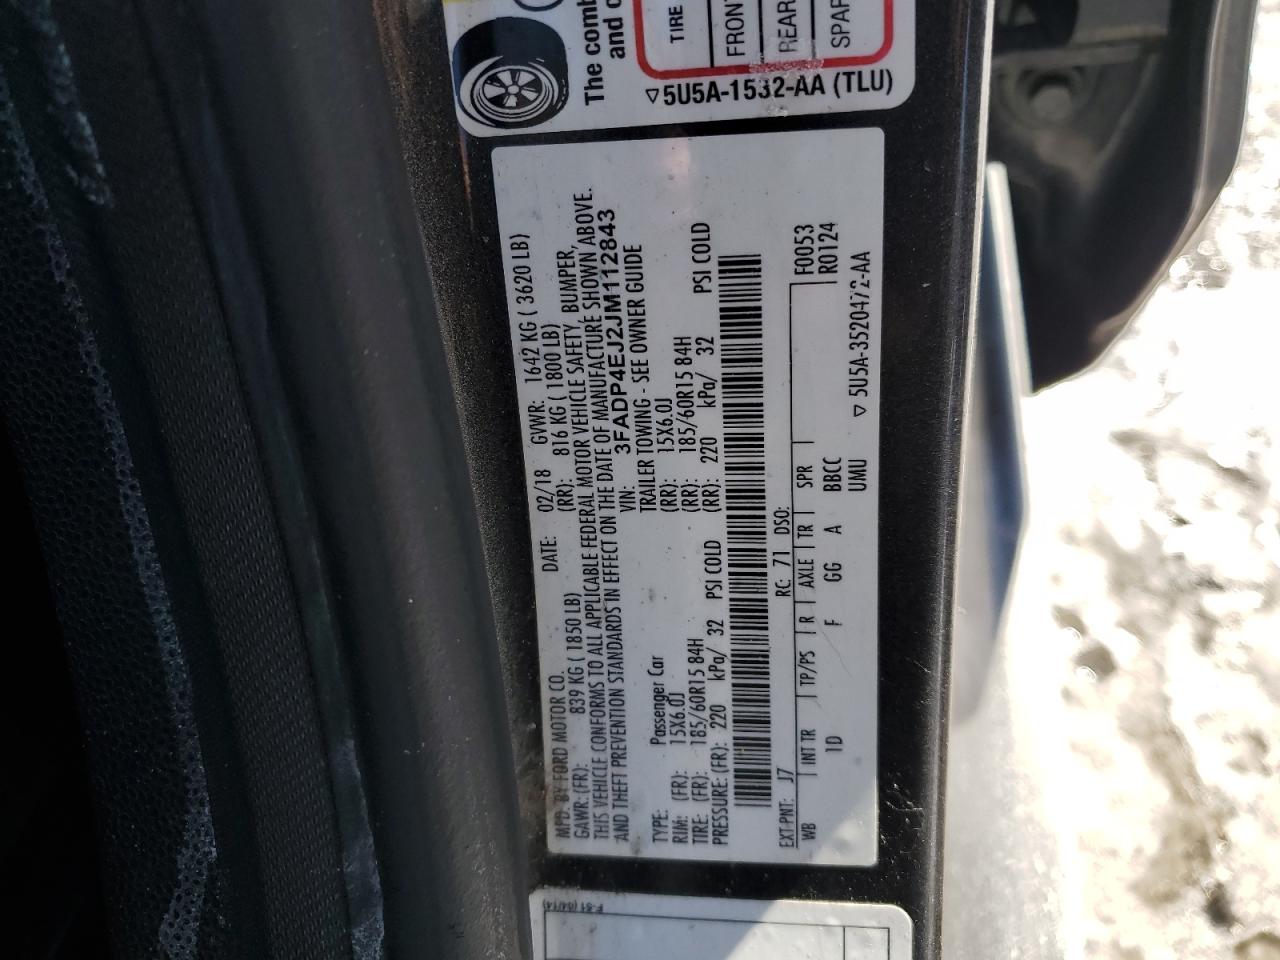 The comb
and o
TIRE
FRONT
REAR
SPAR
▽5U5A-1532-AA (TLU)
MFD. BY FORD MOTOR CO. DATE: 02/18 GVWR: 1642 KG ( 3620 LB)
GAWR: (FR): 839 KG ( 1850 LB) (RR): 816 KG ( 1800 LB)
THIS VEHICLE CONFORMS TO ALL APPLICABLE FEDERAL MOTOR VEHICLE SAFETY, BUMPER,
AND THEFT PREVENTION STANDARDS IN EFFECT ON THE DATE OF MANUFACTURE SHOWN ABOVE.
VIN: 3FADP4EJ2JM112843
TYPE: Passenger Car TRAILER TOWING - SEE OWNER GUIDE
RIM: (FR): 15X6.0J (RR): 15X6.0J
TIRE: (FR): 185/60R15 84H (RR): 185/60R15 84H
PRESSURE: (FR): 220 kPa/ 32 PSI COLD (RR): 220 kPa/ 32 PSI COLD
EXT-PNT: J7 RC: 71 DSO: F0053
WB INT TR TP/PS R AXLE TR SPR R0124
1D F GG A BBCC
UMU
▽ 5U5A-3520472-AA
F-61 (04/14)